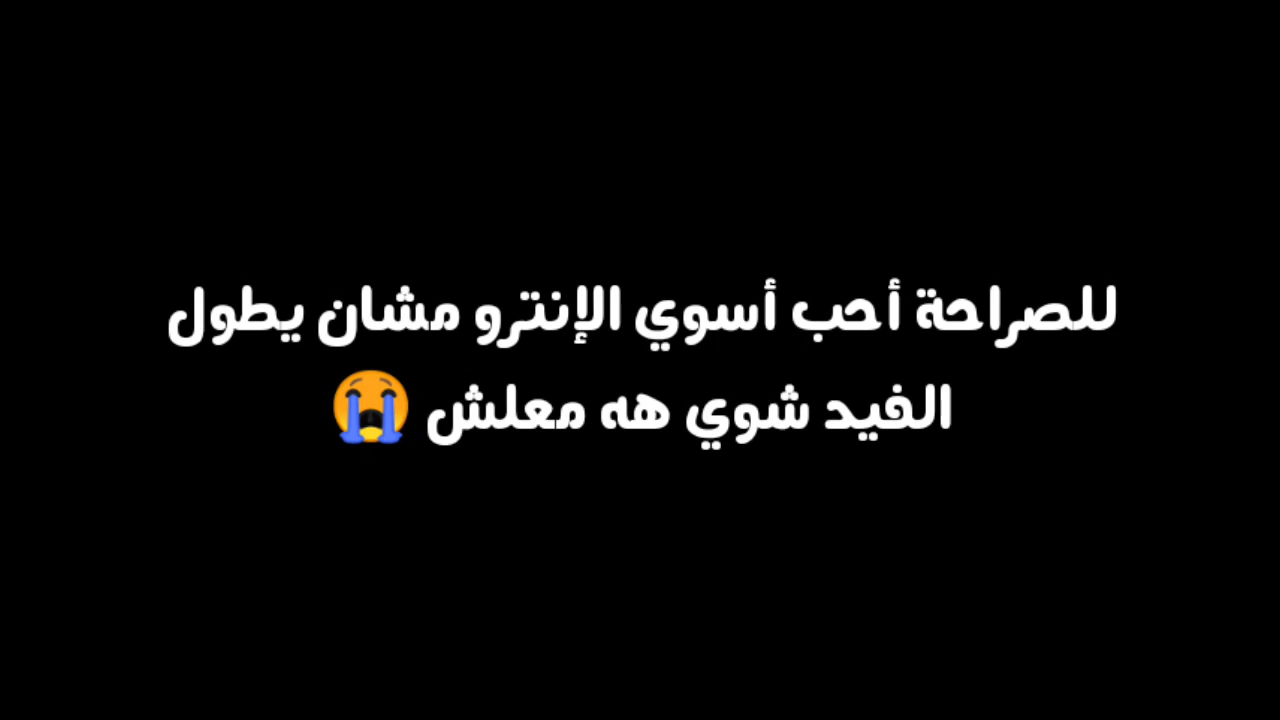 للصراحة أحب أسوي الإنترو مشان يطول
الفيد شوي هه معلش 😭